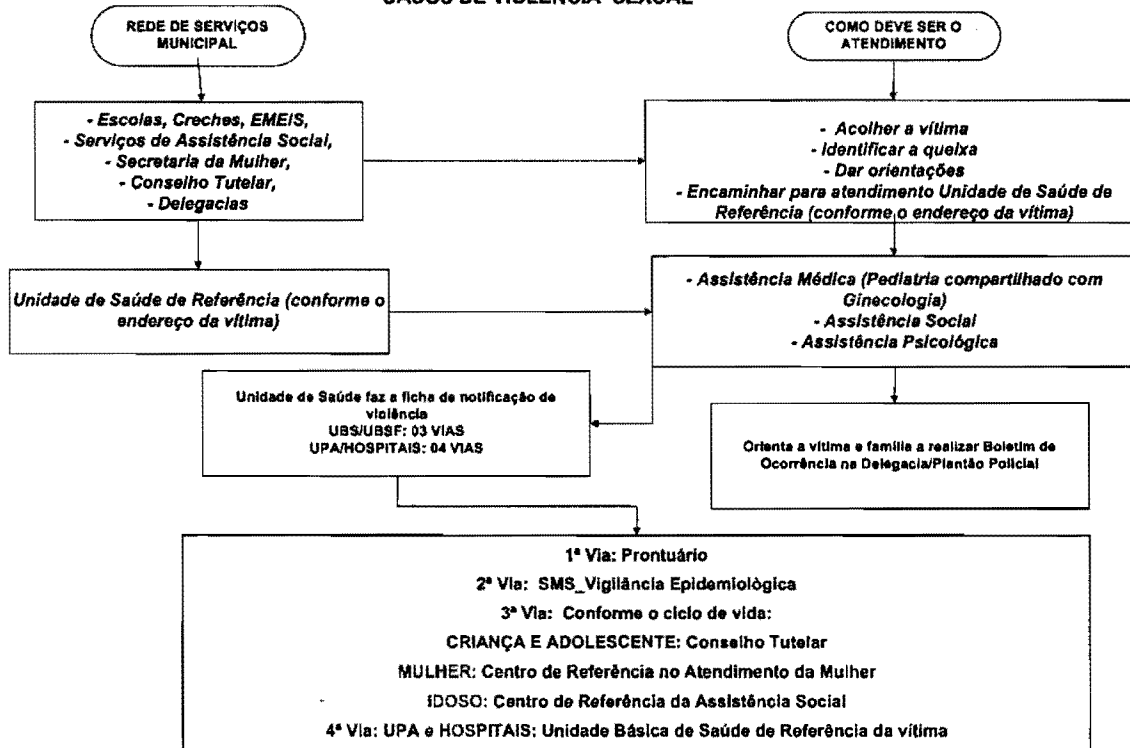 CASOS DE VIOLÊNCIA SEXUAL
REDE DE SERVIÇOS
MUNICIPAL
COMO DEVE SER O
ATENDIMENTO
- Escolas, Creches, EMEIS,
- Serviços de Assistência Social,
- Secretaria da Mulher,
- Conselho Tutelar,
- Delegacias
- Acolher a vítima
- Identificar a queixa
- Dar orientações
- Encaminhar para atendimento Unidade de Saúde de
Referência (conforme o endereço da vítima)
Unidade de Saúde de Referência (conforme o
endereço da vítima)
- Assistência Médica (Pediatria compartilhado com
Ginecologia)
- Assistência Social
- Assistência Psicológica
Unidade de Saúde faz a ficha de notificação de
violência
UBS/UBSF: 03 VIAS
UPA/HOSPITAIS: 04 VIAS
Orienta a vítima e família a realizar Boletim de
Ocorrência na Delegacia/Plantão Policial
1ª Via: Prontuário
2ª Via: SMS_Vigilância Epidemiològica
3ª Via: Conforme o ciclo de vida:
CRIANÇA E ADOLESCENTE: Conselho Tutelar
MULHER: Centro de Referência no Atendimento da Mulher
IDOSO: Centro de Referência da Assistência Social
4ª Via: UPA e HOSPITAIS: Unidade Básica de Saúde de Referência da vítima